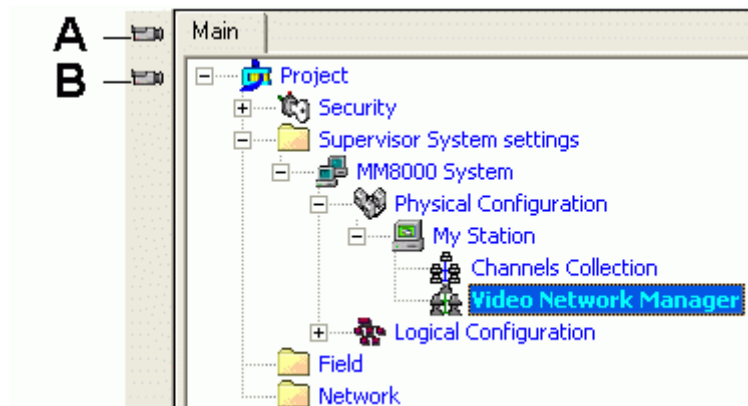 A
Main
B
Project
Security
Supervisor System settings
MM8000 System
Physical Configuration
My Station
Channels Collection
Video Network Manager
Logical Configuration
Field
Network